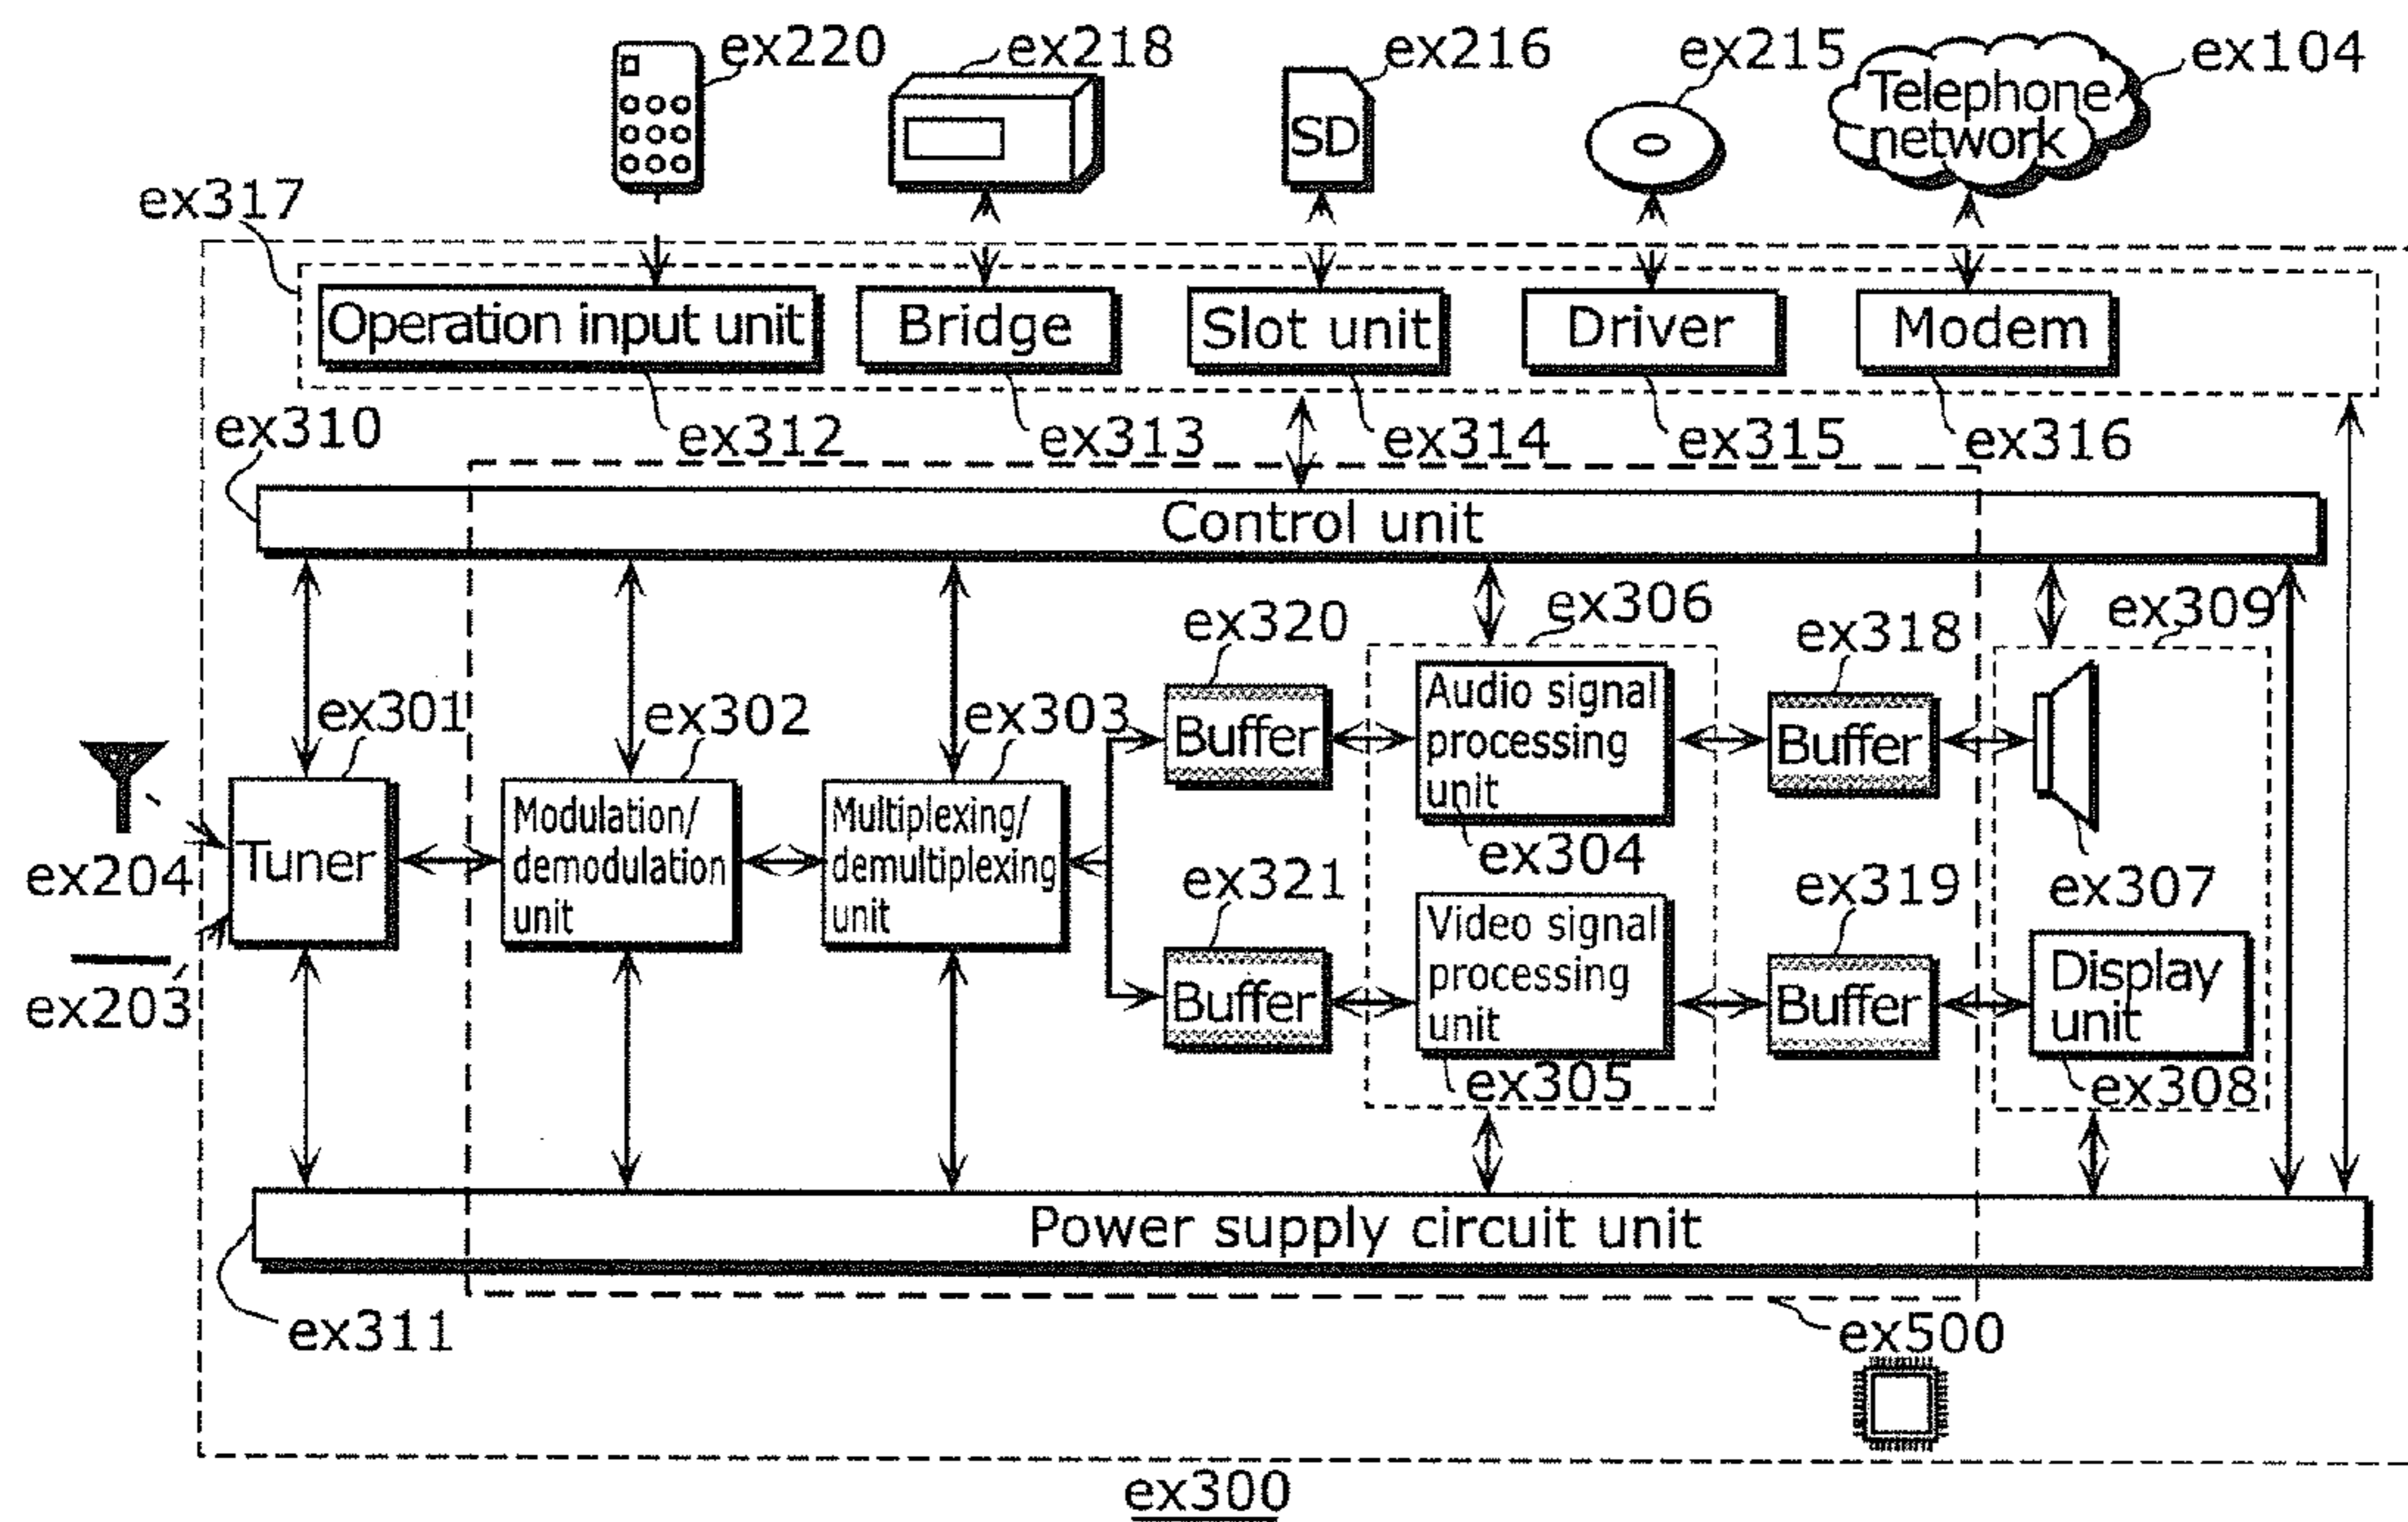 ex220
ex218
ex216
ex215
ex104
SD
Telephone
network
ex317
Operation input unit
Bridge
Slot unit
Driver
Modem
ex310
ex312
ex313
ex314
ex315
ex316
Control unit
ex320
ex306
ex318
ex309
ex301
ex302
ex303
Buffer
Audio signal
processing
unit
Buffer
ex204
Tuner
Modulation/
demodulation
unit
Multiplexing/
demultiplexing
unit
ex304
ex307
ex321
ex319
ex203
Buffer
Video signal
processing
unit
Buffer
Display
unit
ex305
ex308
Power supply circuit unit
ex311
ex500
ex300